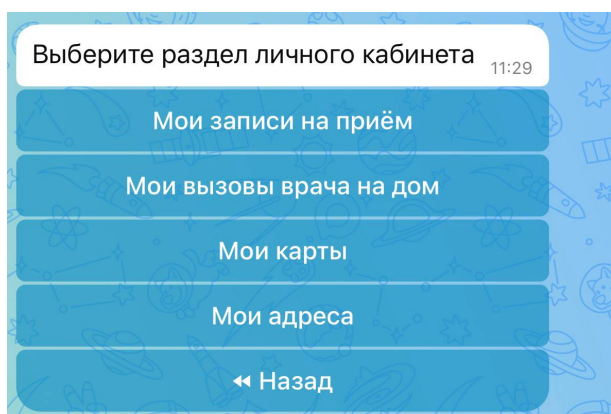 Выберите раздел личного кабинета
11:29
Мои записи на приём
Мои вызовы врача на дом
Мои карты
Мои адреса
⏪ Назад